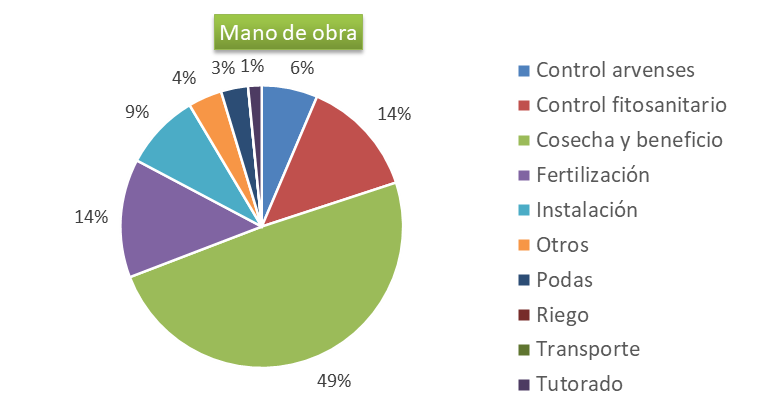 Mano de obra
3%
1%
6%
4%
9%
14%
14%
49%
Control arvenses
Control fitosanitario
Cosecha y beneficio
Fertilización
Instalación
Otros
Podas
Riego
Transporte
Tutorado